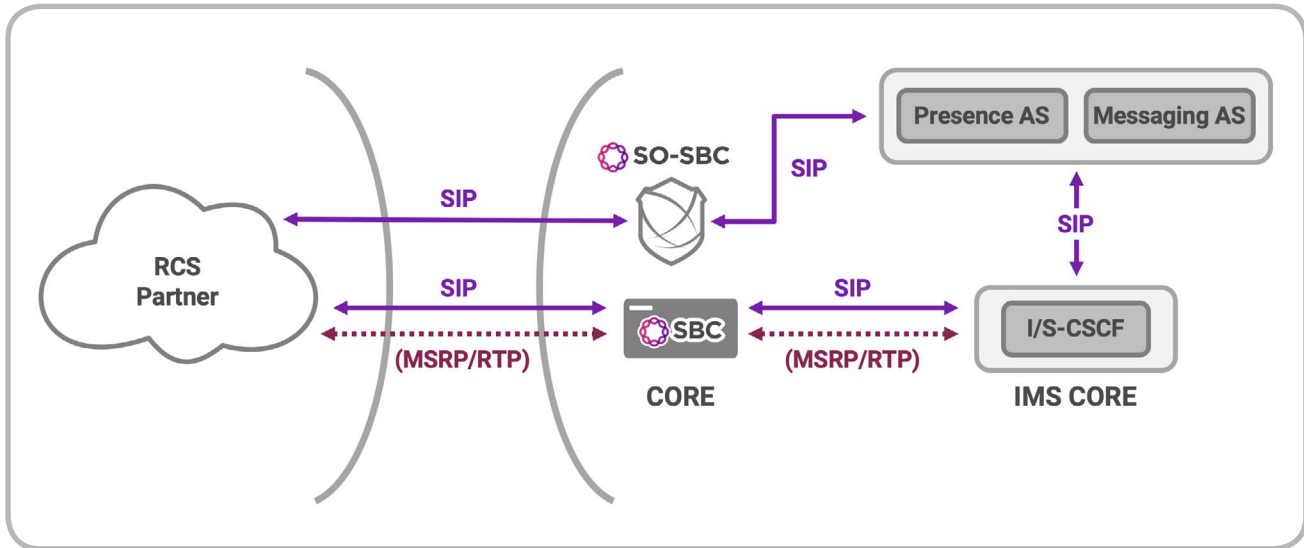 Presence AS
Messaging AS
SO-SBC
SIP
SIP
SIP
RCS
Partner
SIP
SIP
I/S-CSCF
SBC
(MSRP/RTP)
(MSRP/RTP)
CORE
IMS CORE